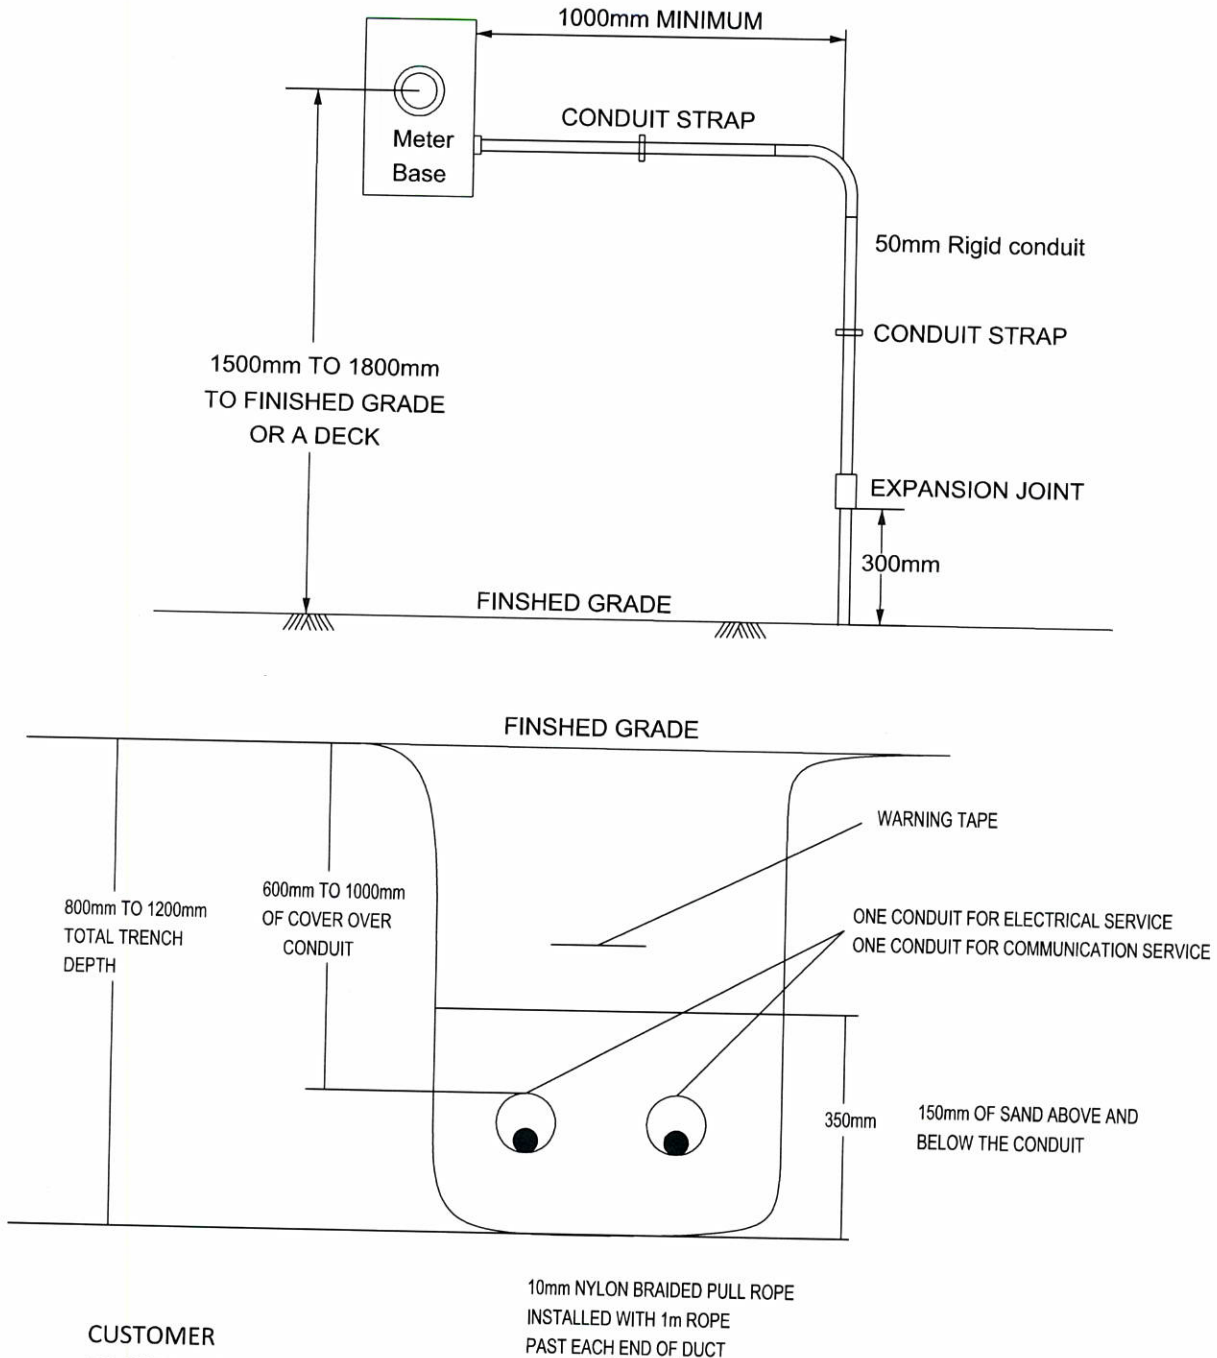 1000mm MINIMUM
CONDUIT STRAP
Meter
Base
50mm Rigid conduit
CONDUIT STRAP
1500mm TO 1800mm
TO FINISHED GRADE
OR A DECK
EXPANSION JOINT
300mm
FINSHED GRADE
FINSHED GRADE
WARNING TAPE
600mm TO 1000mm
OF COVER OVER
CONDUIT
800mm TO 1200mm
TOTAL TRENCH
DEPTH
ONE CONDUIT FOR ELECTRICAL SERVICE
ONE CONDUIT FOR COMMUNICATION SERVICE
350mm
150mm OF SAND ABOVE AND
BELOW THE CONDUIT
10mm NYLON BRAIDED PULL ROPE
INSTALLED WITH 1m ROPE
PAST EACH END OF DUCT
CUSTOMER